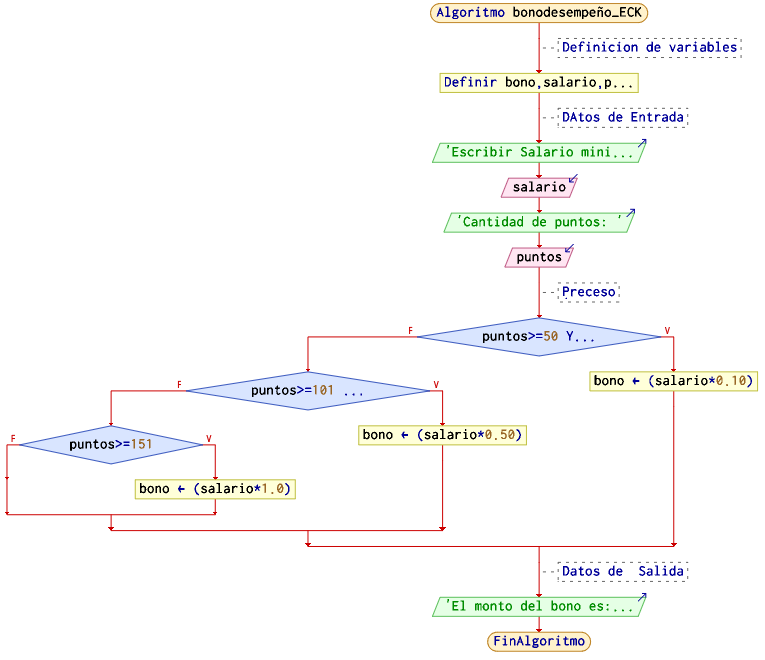 Algoritmo bonodesempeño_ECK
Definicion de variables
Definir bono,salario,p...
DAtos de Entrada
'Escribir Salario mini...
salario
'Cantidad de puntos: '
puntos
Preceso
F
puntos>=50 Y...
V
F
puntos>=101 ...
V
bono ← (salario*0.10)
F
puntos>=151
V
bono ← (salario*0.50)
bono ← (salario*1.0)
Datos de  Salida
'El monto del bono es:...
FinAlgoritmo